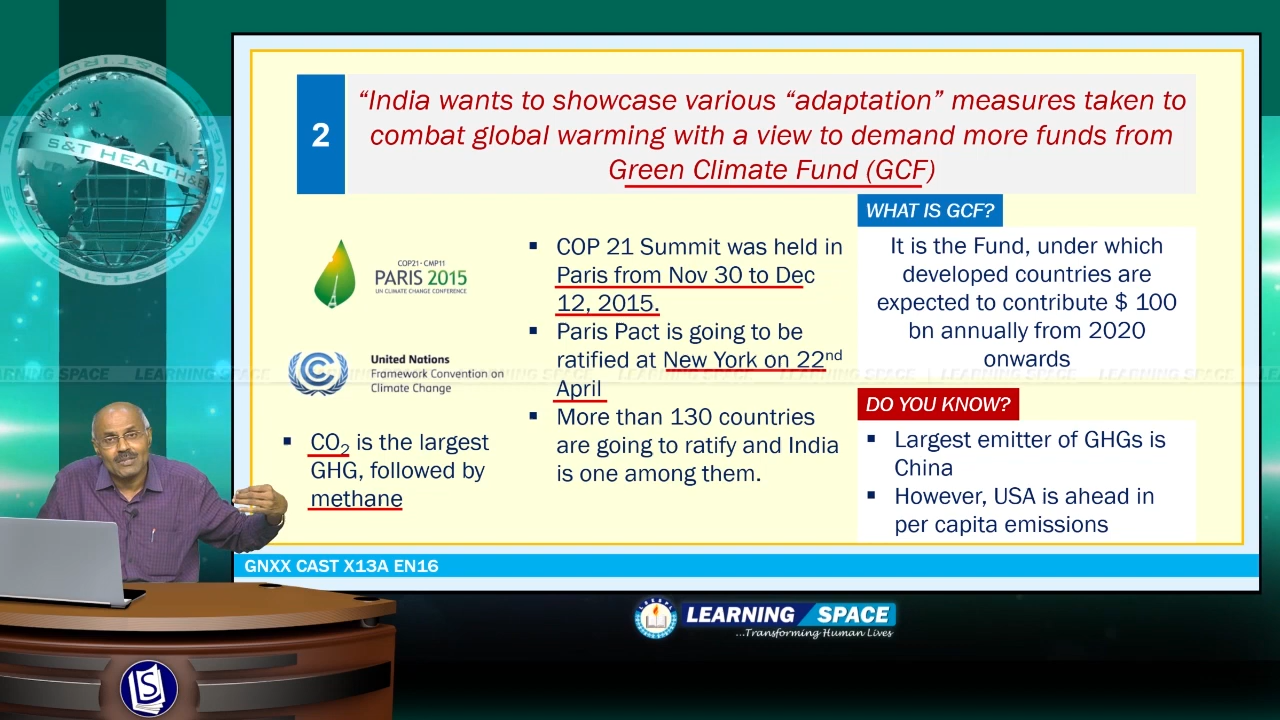 S&T HEALTH&E
2
“India wants to showcase various “adaptation” measures taken to
combat global warming with a view to demand more funds from
Green Climate Fund (GCF)
COP21·CMP11
PARIS 2015
UN CLIMATE CHANGE CONFERENCE
United Nations
Framework Convention on
Climate Change
▪ CO₂ is the largest
GHG, followed by
methane
▪ COP 21 Summit was held in
Paris from Nov 30 to Dec
12, 2015.
▪ Paris Pact is going to be
ratified at New York on 22nd
April
▪ More than 130 countries
are going to ratify and India
is one among them.
WHAT IS GCF?
It is the Fund, under which
developed countries are
expected to contribute $ 100
bn annually from 2020
onwards
DO YOU KNOW?
▪ Largest emitter of GHGs is
China
▪ However, USA is ahead in
per capita emissions
GNXX CAST X13A EN16
LEARNING SPACE
...Transforming Human Lives
LS